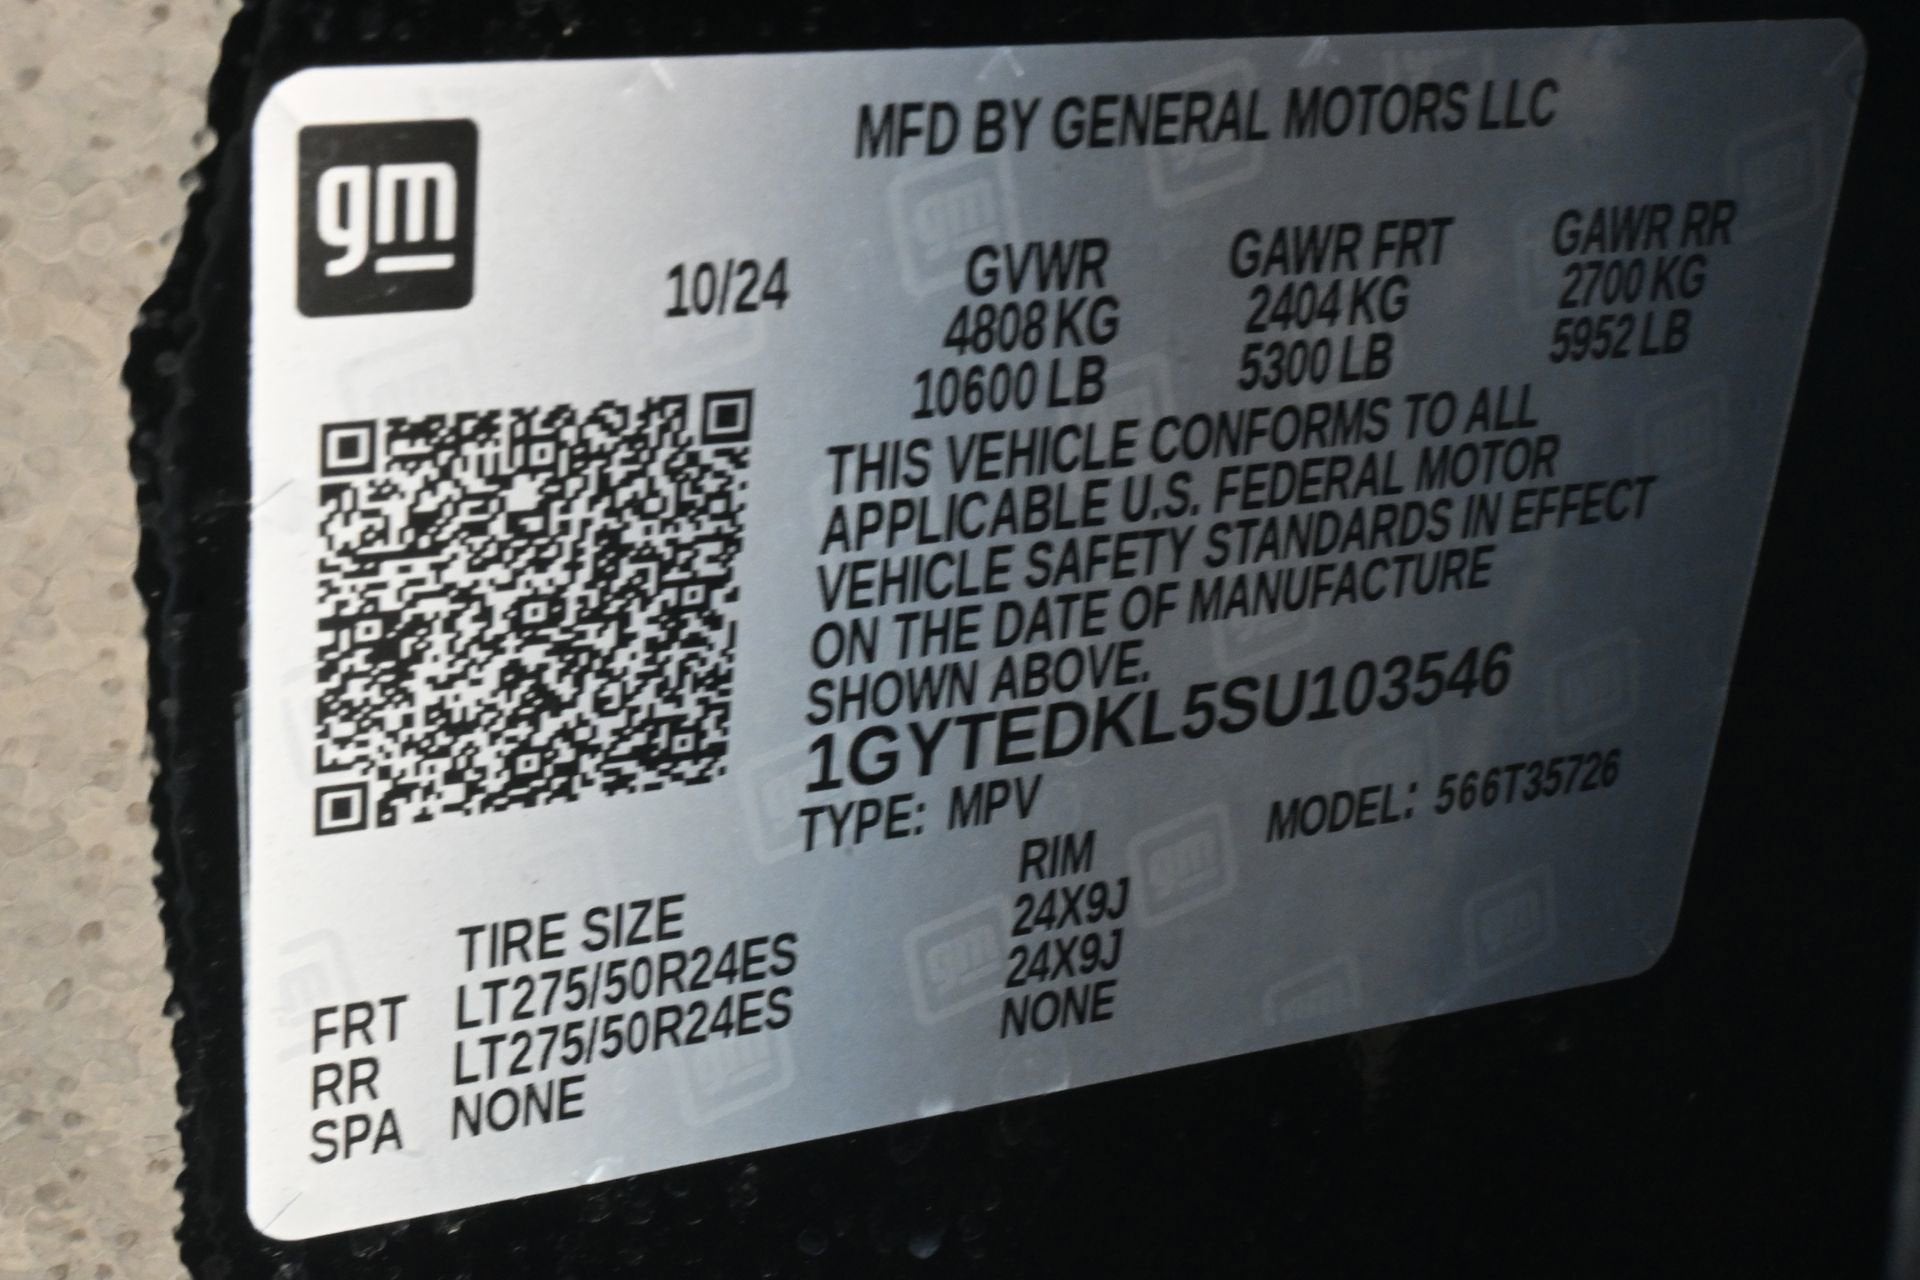 gm
MFD BY GENERAL MOTORS LLC
10/24
GVWR GAWR FRT GAWR RR
4808 KG 2404 KG 2700 KG
10600 LB 5300 LB 5952 LB
THIS VEHICLE CONFORMS TO ALL
APPLICABLE U.S. FEDERAL MOTOR
VEHICLE SAFETY STANDARDS IN EFFECT
ON THE DATE OF MANUFACTURE
SHOWN ABOVE.
1GYTEDKL5SU103546
TYPE: MPV MODEL: 566T35726
TIRE SIZE RIM
FRT LT275/50R24ES 24X9J
RR LT275/50R24ES 24X9J
SPA NONE NONE